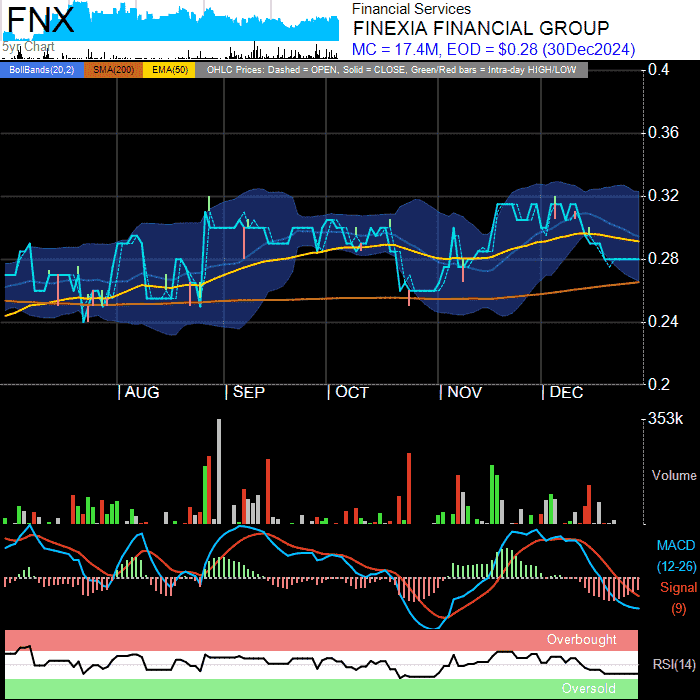 FNX
Financial Services
FINEXIA FINANCIAL GROUP
5yr Chart
MC = 17.4M, EOD = $0.28 (30Dec2024)
BollBands(20,2) SMA(200) EMA(50) OHLC Prices: Dashed = OPEN, Solid = CLOSE, Green/Red bars = Intra-day HIGH/LOW
0.4
0.36
0.32
0.28
0.24
0.2
AUG SEP OCT NOV DEC
353k
Volume
MACD
(12-26)
Signal
(9)
Overbought
RSI(14)
Oversold